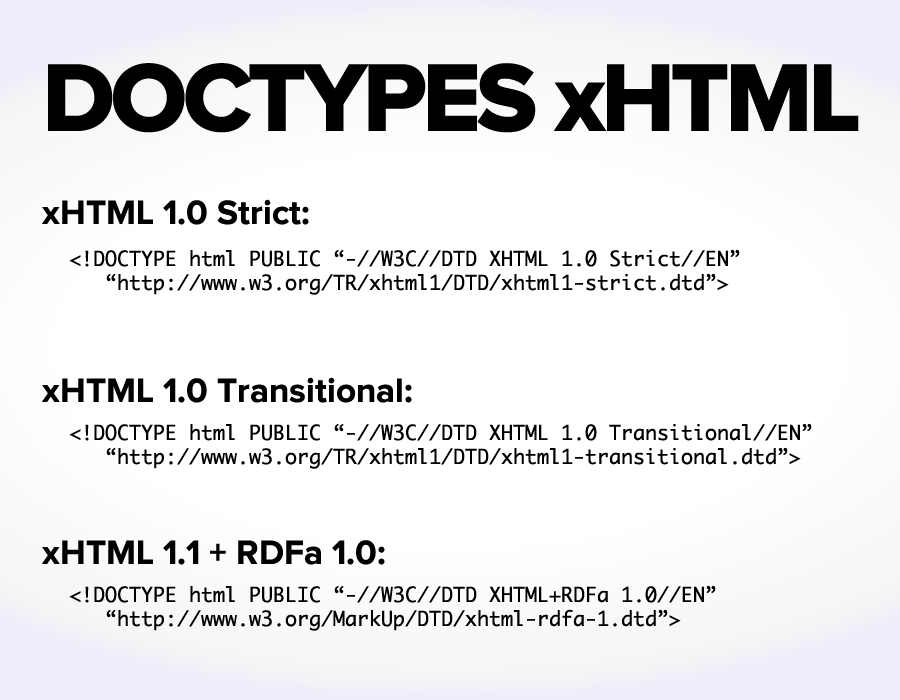 DOCTYPES xHTML
xHTML 1.0 Strict:
<!DOCTYPE html PUBLIC “-//W3C//DTD XHTML 1.0 Strict//EN”
“http://www.w3.org/TR/xhtml1/DTD/xhtml1-strict.dtd”>
xHTML 1.0 Transitional:
<!DOCTYPE html PUBLIC “-//W3C//DTD XHTML 1.0 Transitional//EN”
“http://www.w3.org/TR/xhtml1/DTD/xhtml1-transitional.dtd”>
xHTML 1.1 + RDFa 1.0:
<!DOCTYPE html PUBLIC “-//W3C//DTD XHTML+RDFa 1.0//EN”
“http://www.w3.org/MarkUp/DTD/xhtml-rdfa-1.dtd”>